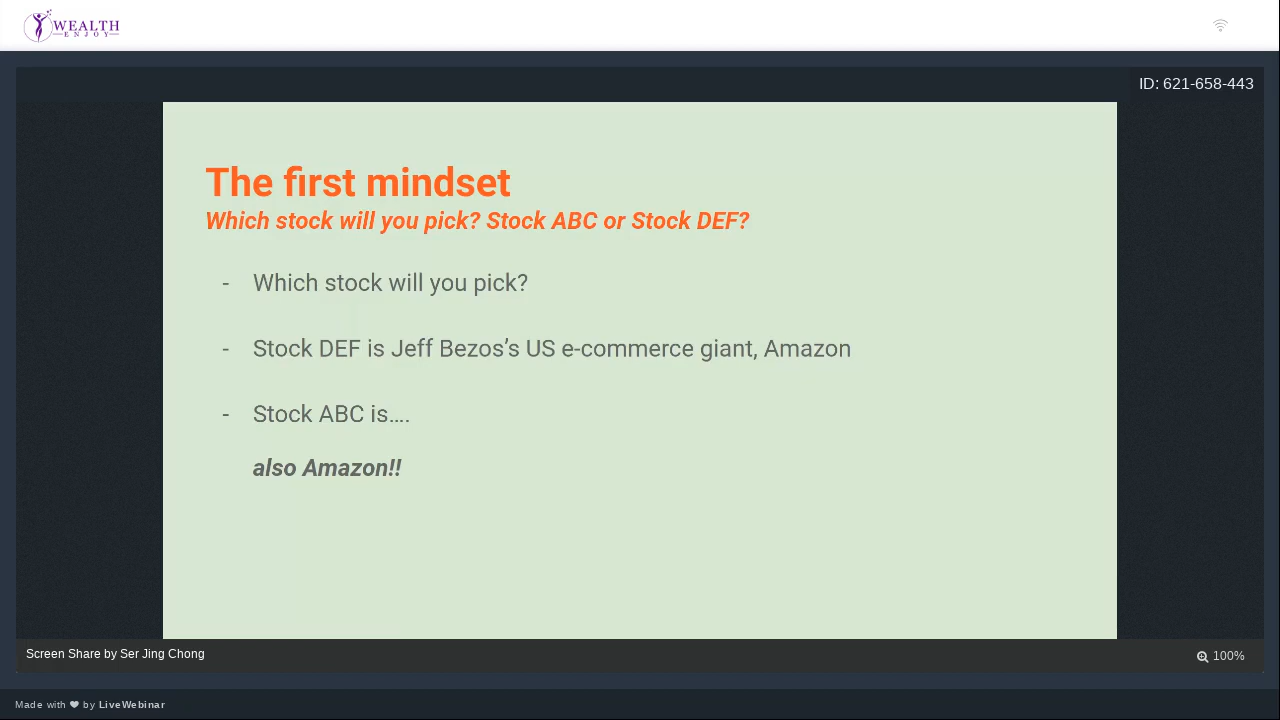 WEALTH
ENJOY
ID: 621-658-443
The first mindset
Which stock will you pick? Stock ABC or Stock DEF?
- Which stock will you pick?
- Stock DEF is Jeff Bezos’s US e-commerce giant, Amazon
- Stock ABC is....
also Amazon!!
Screen Share by Ser Jing Chong
100%
Made with ❤ by LiveWebinar